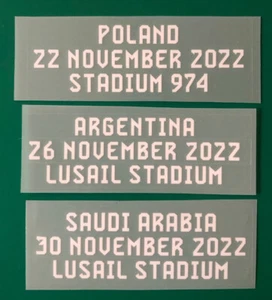 POLAND
22 NOVEMBER 2022
STADIUM 974
ARGENTINA
26 NOVEMBER 2022
LUSAIL STADIUM
SAUDI ARABIA
30 NOVEMBER 2022
LUSAIL STADIUM